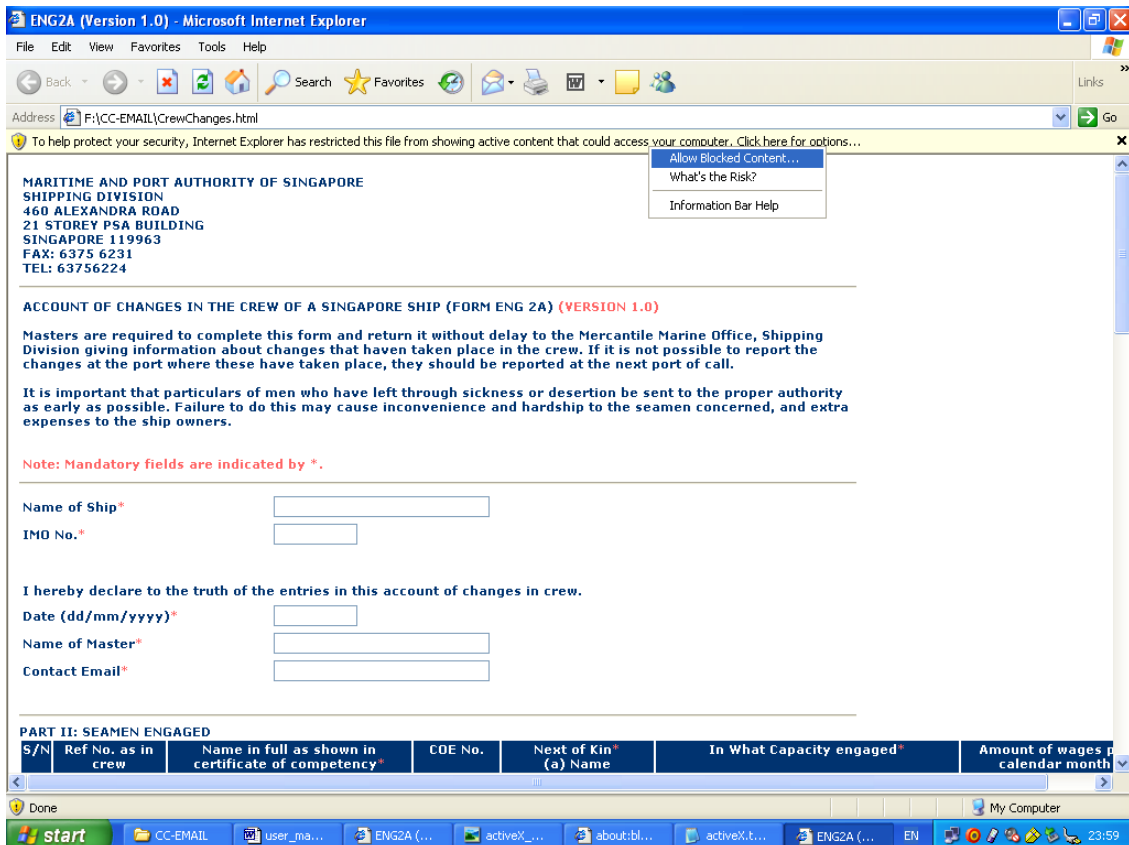 ENG2A (Version 1.0) - Microsoft Internet Explorer
File Edit View Favorites Tools Help
Back Search Favorites Links
Address F:\CC-EMAIL\CrewChanges.html Go
To help protect your security, Internet Explorer has restricted this file from showing active content that could access your computer. Click here for options...
Allow Blocked Content...
What's the Risk?
Information Bar Help
MARITIME AND PORT AUTHORITY OF SINGAPORE
SHIPPING DIVISION
460 ALEXANDRA ROAD
21 STOREY PSA BUILDING
SINGAPORE 119963
FAX: 6375 6231
TEL: 63756224
ACCOUNT OF CHANGES IN THE CREW OF A SINGAPORE SHIP (FORM ENG 2A) (VERSION 1.0)
Masters are required to complete this form and return it without delay to the Mercantile Marine Office, Shipping
Division giving information about changes that haven taken place in the crew. If it is not possible to report the
changes at the port where these have taken place, they should be reported at the next port of call.
It is important that particulars of men who have left through sickness or desertion be sent to the proper authority
as early as possible. Failure to do this may cause inconvenience and hardship to the seamen concerned, and extra
expenses to the ship owners.
Note: Mandatory fields are indicated by *.
Name of Ship*
IMO No.*
I hereby declare to the truth of the entries in this account of changes in crew.
Date (dd/mm/yyyy)*
Name of Master*
Contact Email*
PART II: SEAMEN ENGAGED
S/N Ref No. as in Name in full as shown in COE No. Next of Kin* In What Capacity engaged* Amount of wages p
crew certificate of competency* (a) Name calendar month
Done My Computer
start CC-EMAIL user_ma... ENG2A (... activeX_... about:bl... activeX.t... ENG2A (... EN 23:59